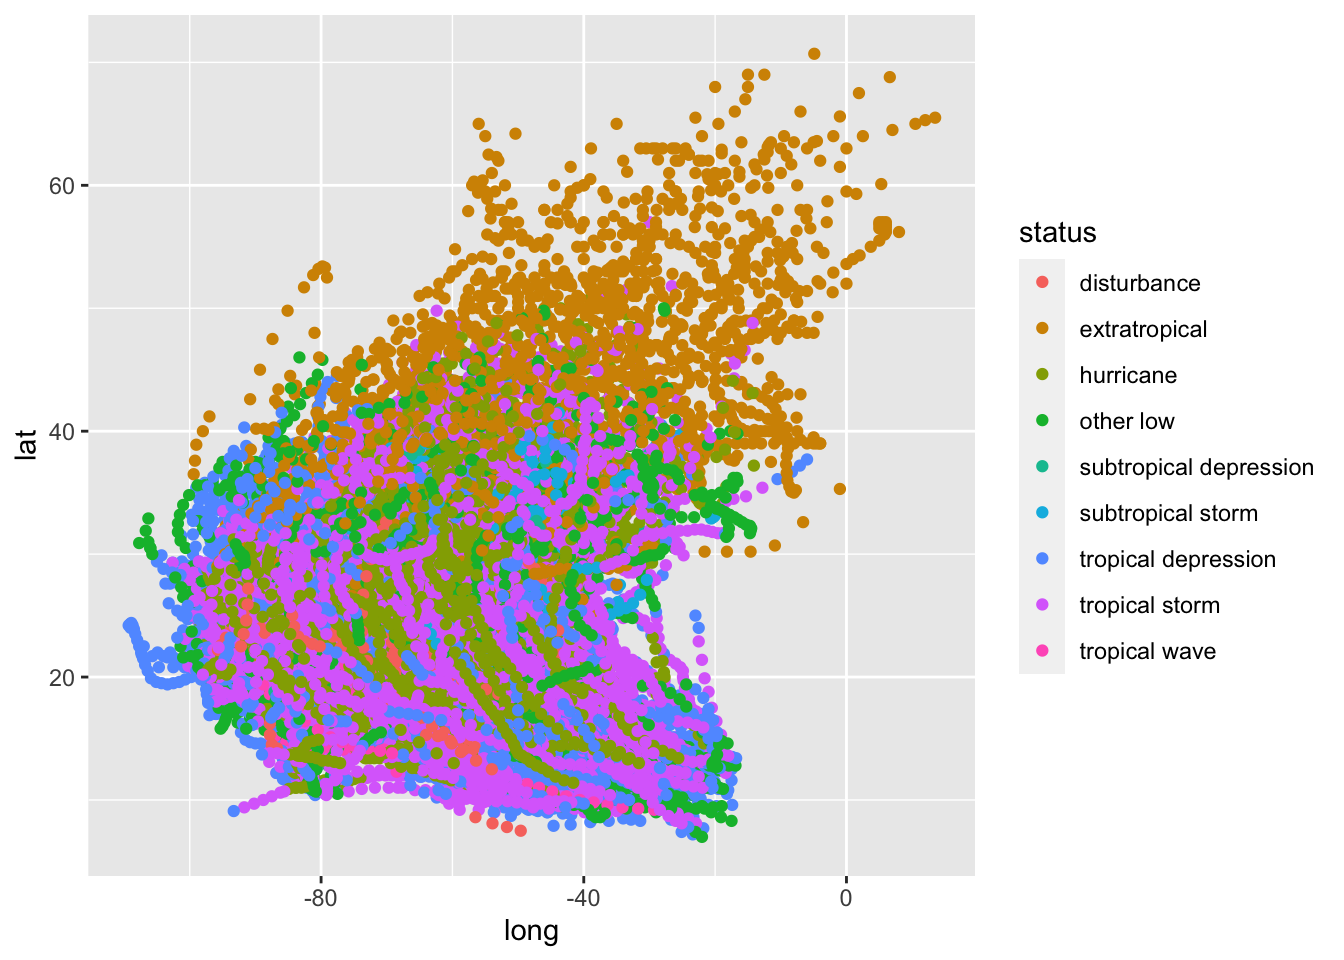 60
40
20
lat
-80
-40
0
long
status
disturbance
extratropical
hurricane
other low
subtropical depression
subtropical storm
tropical depression
tropical storm
tropical wave